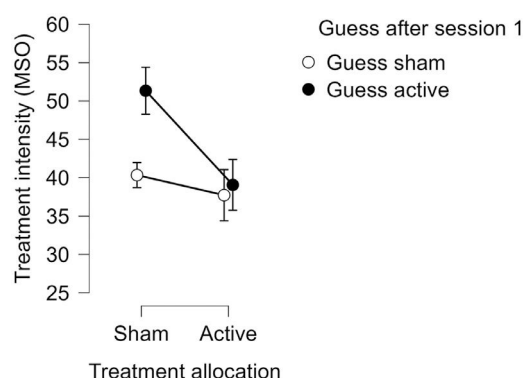 Guess after session 1
Guess sham
Guess active
Treatment intensity (MSO)
60
55
50
45
40
35
30
25
Sham Active
Treatment allocation